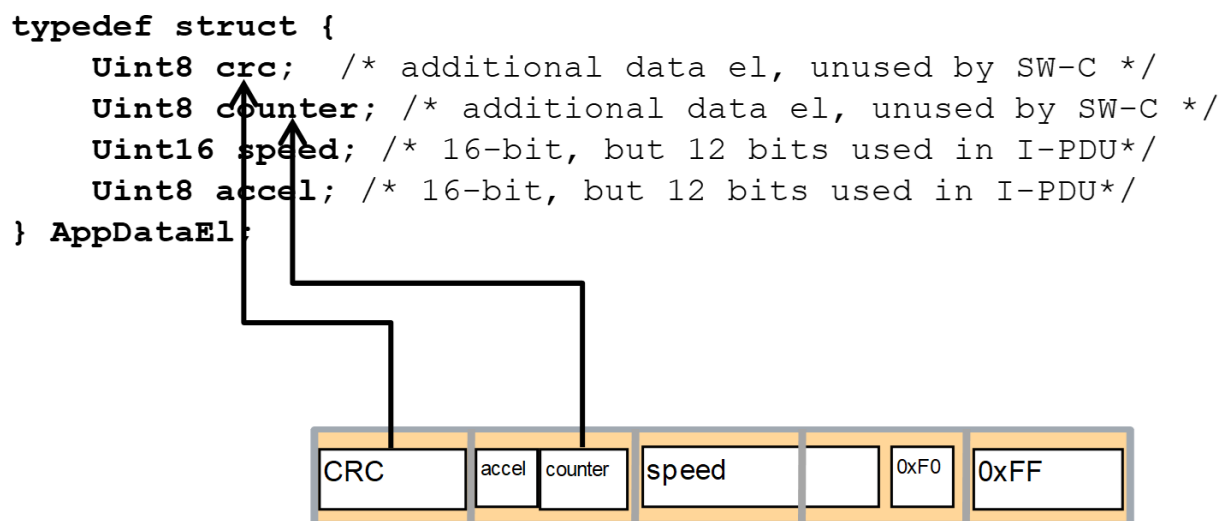 typedef struct {
Uint8 crc; /* additional data el, unused by SW-C */
Uint8 counter; /* additional data el, unused by SW-C */
Uint16 speed; /* 16-bit, but 12 bits used in I-PDU*/
Uint8 accel; /* 16-bit, but 12 bits used in I-PDU*/
} AppDataEl;
CRC accel counter speed 0xF0 0xFF